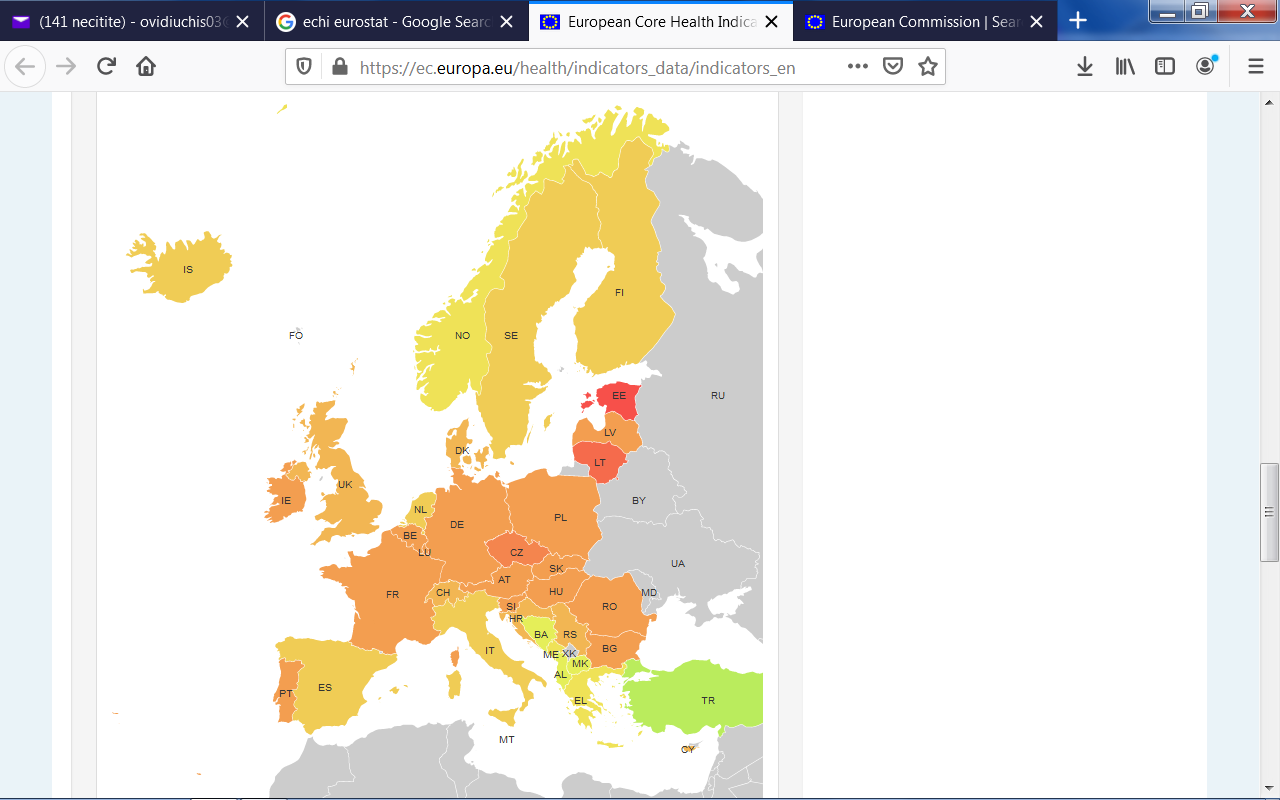 (141 necitite) - ovidiuchis03
echi eurostat - Google Searc
European Core Health Indica
European Commission | Sear
https://ec.europa.eu/health/indicators_data/indicators_en
IS
FO
NO
SE
FI
RU
EE
LV
LT
DK
BY
IE
UK
NL
DE
PL
BE
LU
CZ
UA
SK
AT
FR
CH
HU
MD
SI
RO
HR
BA
RS
IT
ME
XK
BG
MK
AL
PT
ES
EL
TR
MT
CY